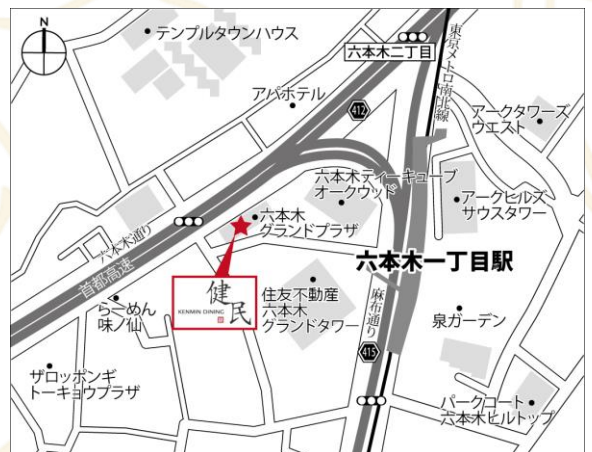 N
テンプルタウンハウス
六本木二丁目
東京メトロ南北線
アパホテル
412
アークタワーズ
ウエスト
六本木ティーキューブ
オークウッド
アークヒルズ
サウスタワー
六本木
グランドプラザ
六本木通り
首都高速
六本木一丁目駅
健民
KENMIN DINING
住友不動産
六本木
グランドタワー
麻布通り
泉ガーデン
らーめん
味ノ仙
415
ザロッポンギ
トーキョウプラザ
パークコート
六本木ヒルトップ